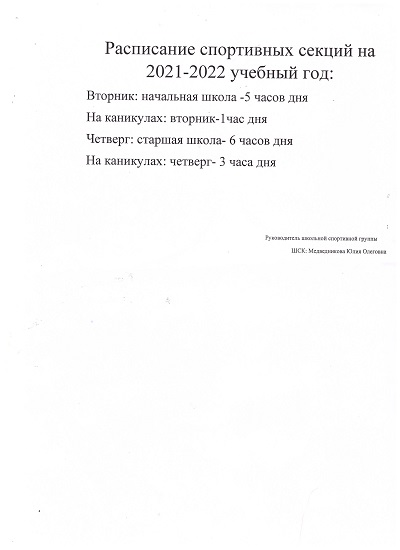 Расписание спортивных секций на
2021-2022 учебный год:
Вторник: начальная школа -5 часов дня
На каникулах: вторник-1час дня
Четверг: старшая школа- 6 часов дня
На каникулах: четверг- 3 часа дня
Руководитель школьной спортивной группы
ШСК: Медведникова Юлия Олеговна